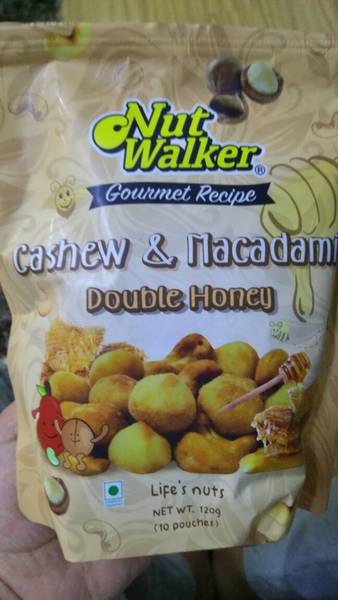 Nut
Walker®
Gourmet Recipe
Cashew & Macadami
Double Honey
Life's nuts
NET WT. 120g
(10 pouches)